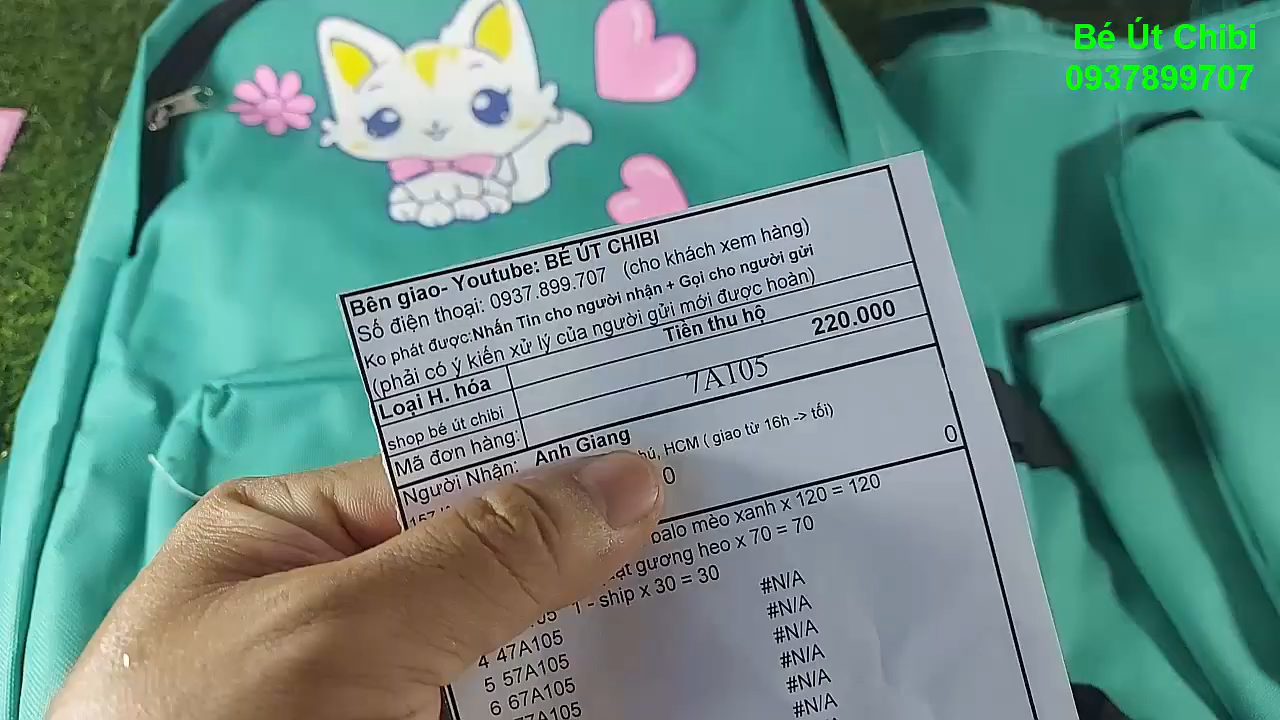 Bé Út Chibi
0937899707
Bên giao- Youtube: BÉ ÚT CHIBI
Số điện thoại: 0937.899.707 (cho khách xem hàng)
Ko phát được:Nhắn Tin cho người nhận + Gọi cho người gửi
(phải có ý kiến xử lý của người gửi mới được hoàn)
Loại H. hóa Tiền thu hộ
shop bé út chibi 220.000
Mã đơn hàng: 7A105
Người Nhận: Anh Giang
HCM ( giao từ 16h -> tối)
0 0
balo mèo xanh x 120 = 120
gương heo x 70 = 70
1 - ship x 30 = 30
#N/A
4 47A105 #N/A
5 57A105 #N/A
6 67A105 #N/A
#N/A
#N/A